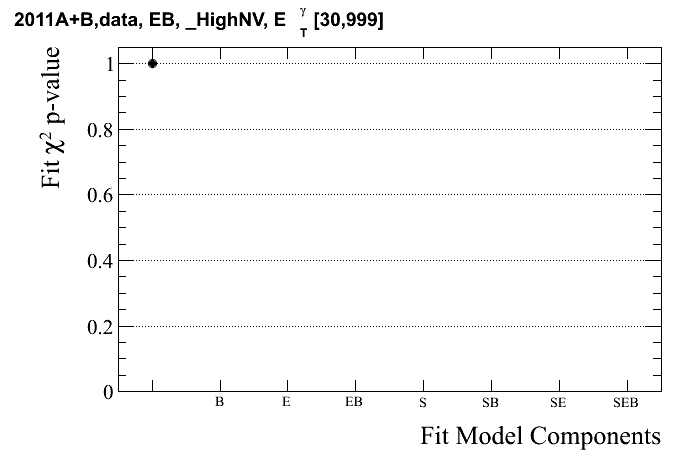 2011A+B,data, EB, _HighNV, E γ T [30,999]
Fit χ² p-value
1
0.8
0.6
0.4
0.2
0
B E EB S SB SE SEB
Fit Model Components